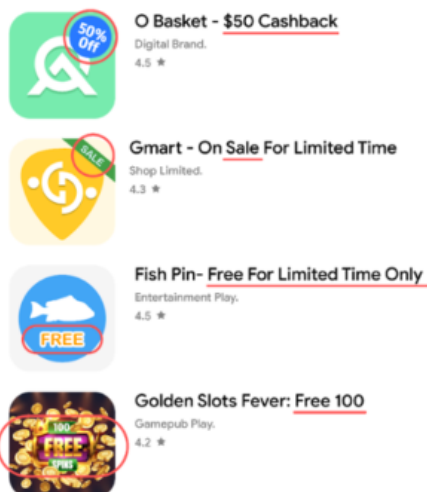 50%
Off
O Basket - $50 Cashback
Digital Brand.
4.5 ★
SALE
Gmart - On Sale For Limited Time
Shop Limited.
4.3 ★
FREE
Fish Pin- Free For Limited Time Only
Entertainment Play.
4.5 ★
100
FREE
SPINS
Golden Slots Fever: Free 100
Gamepub Play.
4.2 ★